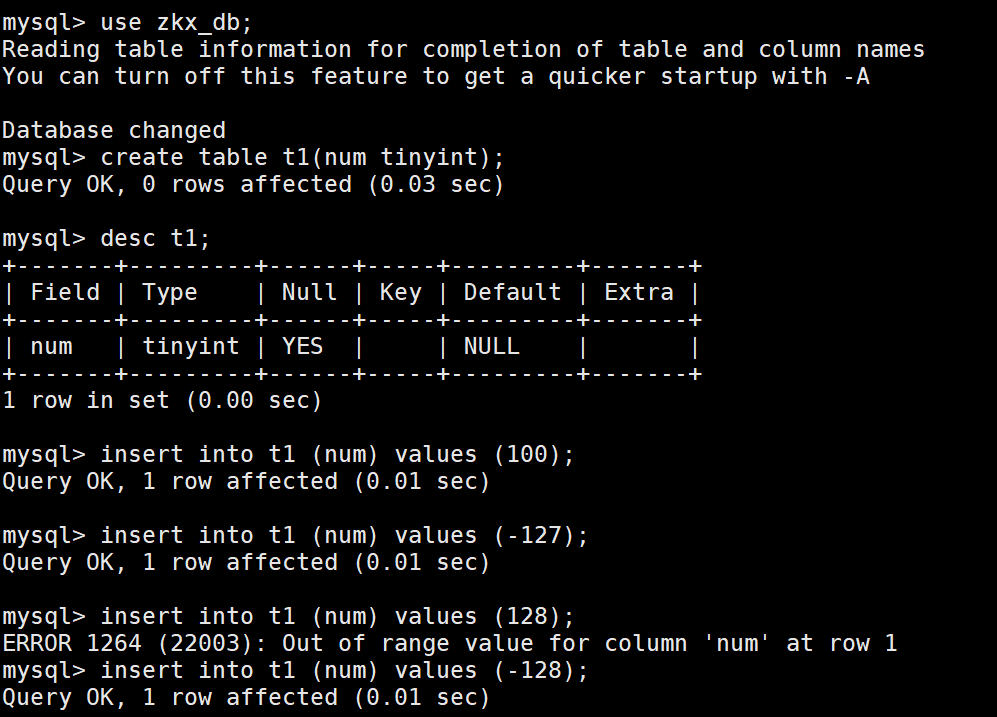 mysql> use zkx_db;
Reading table information for completion of table and column names
You can turn off this feature to get a quicker startup with -A
Database changed
mysql> create table t1(num tinyint);
Query OK, 0 rows affected (0.03 sec)
mysql> desc t1;
+-------+---------+------+-----+---------+-------+
| Field | Type    | Null | Key | Default | Extra |
+-------+---------+------+-----+---------+-------+
| num   | tinyint | YES  |     | NULL    |       |
+-------+---------+------+-----+---------+-------+
1 row in set (0.00 sec)
mysql> insert into t1 (num) values (100);
Query OK, 1 row affected (0.01 sec)
mysql> insert into t1 (num) values (-127);
Query OK, 1 row affected (0.01 sec)
mysql> insert into t1 (num) values (128);
ERROR 1264 (22003): Out of range value for column 'num' at row 1
mysql> insert into t1 (num) values (-128);
Query OK, 1 row affected (0.01 sec)